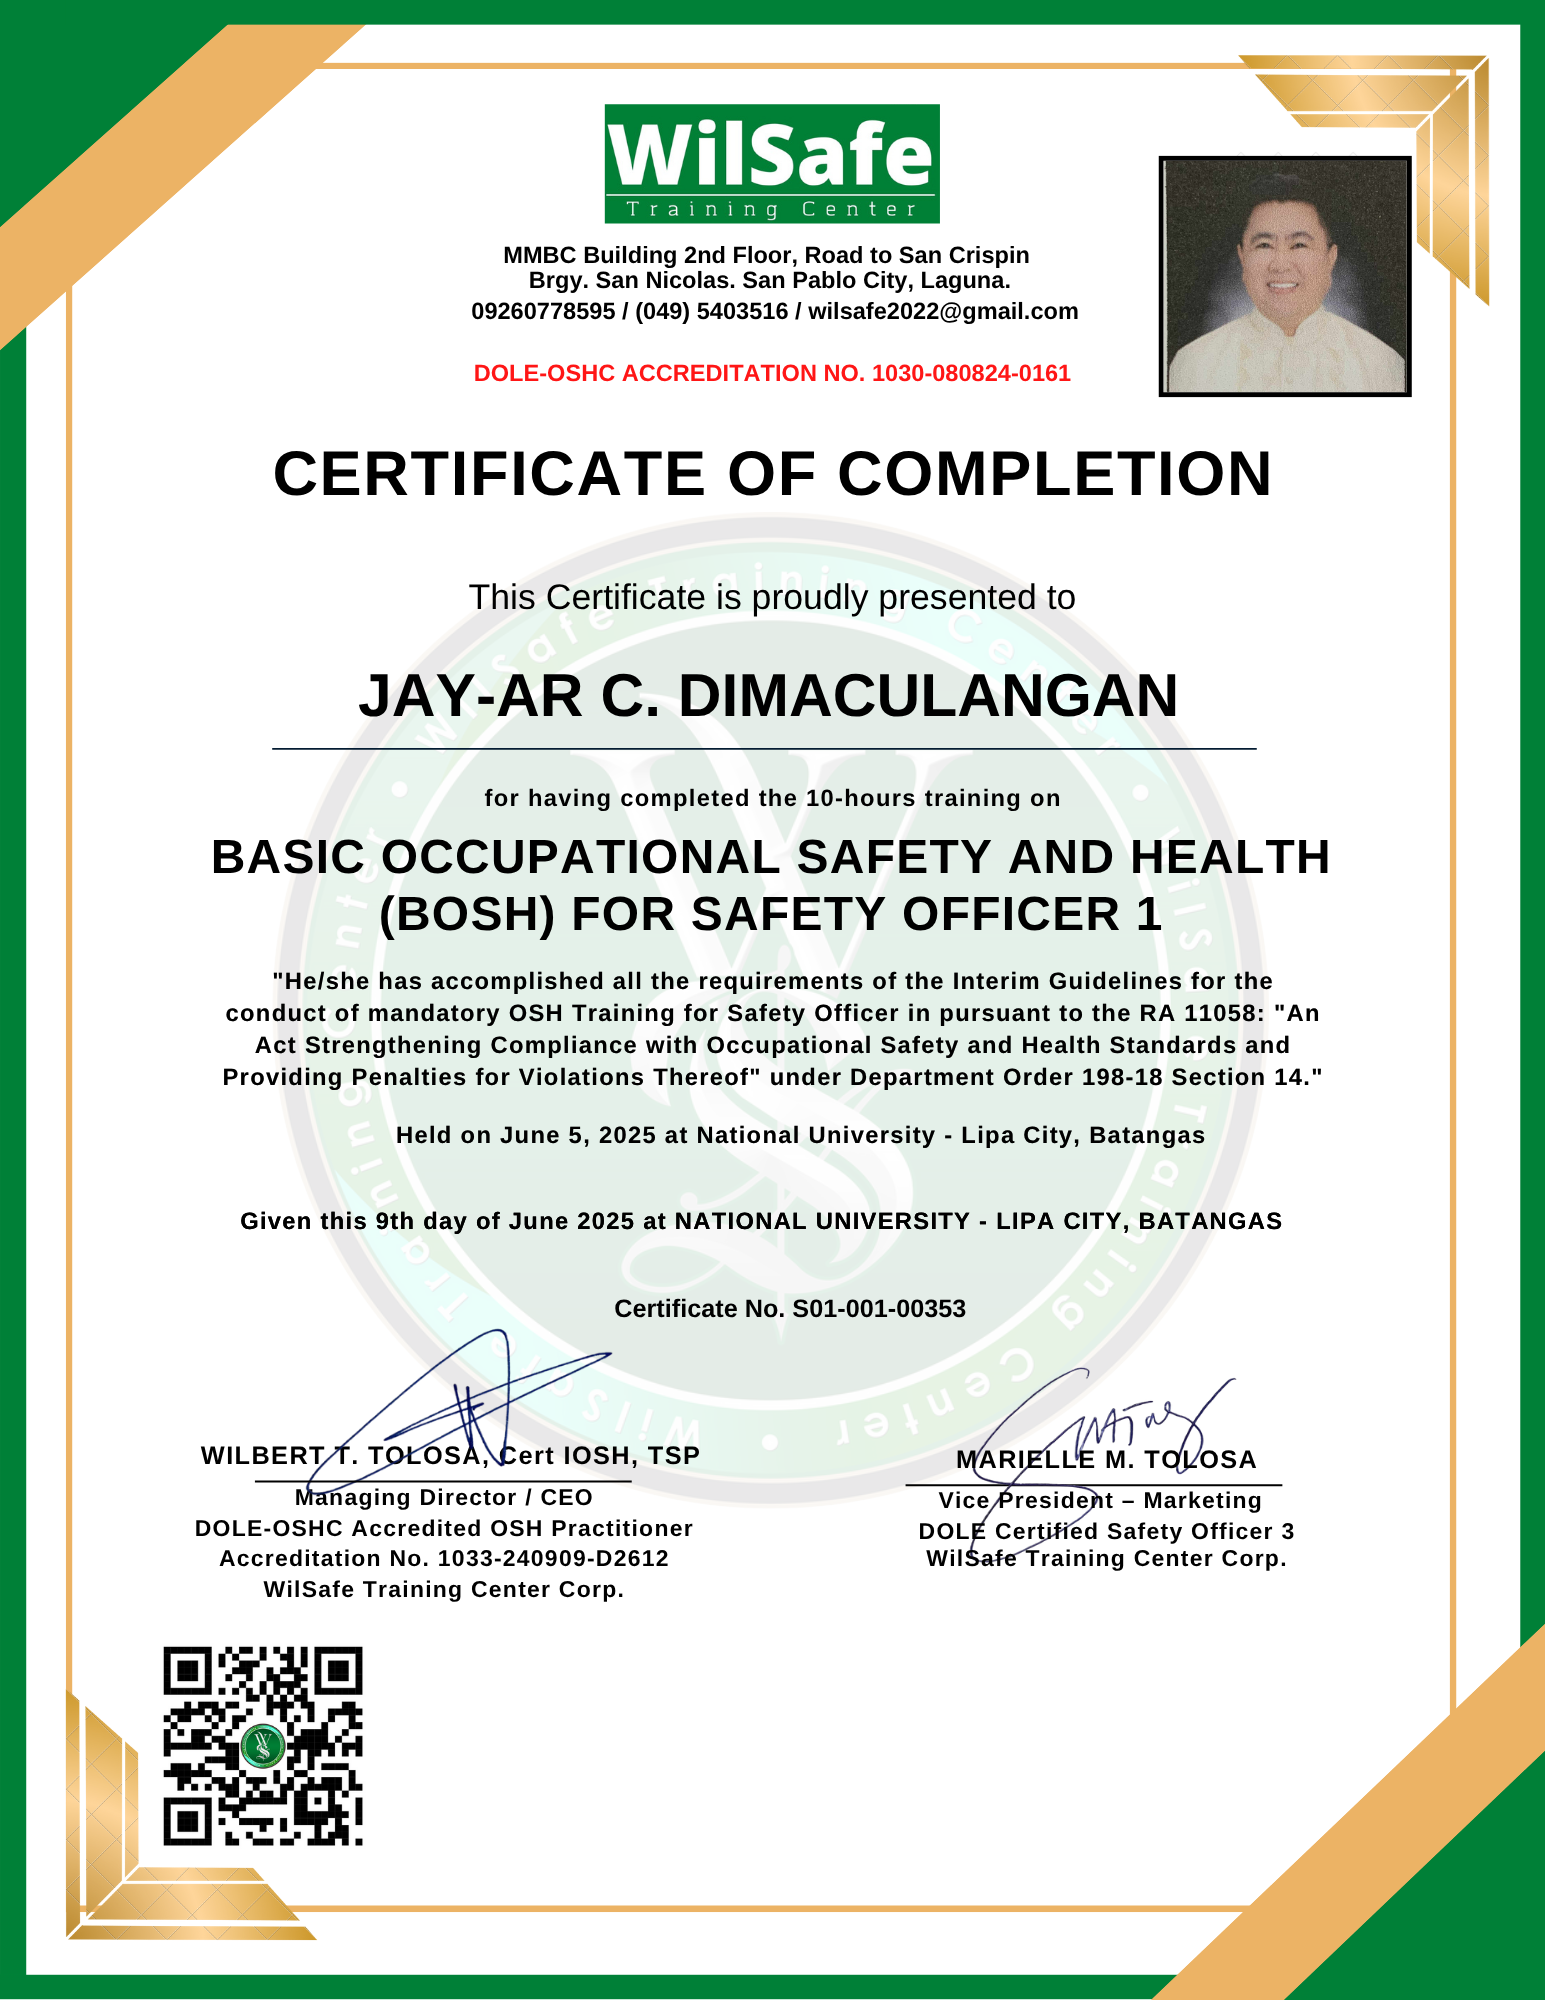 WilSafe
Training Center
MMBC Building 2nd Floor, Road to San Crispin
Brgy. San Nicolas. San Pablo City, Laguna.
09260778595 / (049) 5403516 / wilsafe2022@gmail.com
DOLE-OSHC ACCREDITATION NO. 1030-080824-0161
CERTIFICATE OF COMPLETION
This Certificate is proudly presented to
JAY-AR C. DIMACULANGAN
for having completed the 10-hours training on
BASIC OCCUPATIONAL SAFETY AND HEALTH
(BOSH) FOR SAFETY OFFICER 1
"He/she has accomplished all the requirements of the Interim Guidelines for the
conduct of mandatory OSH Training for Safety Officer in pursuant to the RA 11058: "An
Act Strengthening Compliance with Occupational Safety and Health Standards and
Providing Penalties for Violations Thereof" under Department Order 198-18 Section 14."
Held on June 5, 2025 at National University - Lipa City, Batangas
Given this 9th day of June 2025 at NATIONAL UNIVERSITY - LIPA CITY, BATANGAS
Certificate No. S01-001-00353
WILBERT T. TOLOSA, Cert IOSH, TSP
Managing Director / CEO
DOLE-OSHC Accredited OSH Practitioner
Accreditation No. 1033-240909-D2612
WilSafe Training Center Corp.
MARIELLE M. TOLOSA
Vice President – Marketing
DOLE Certified Safety Officer 3
WilSafe Training Center Corp.
WilSafe Training Center • WilSafe Training Center • WilSafe Training Center •